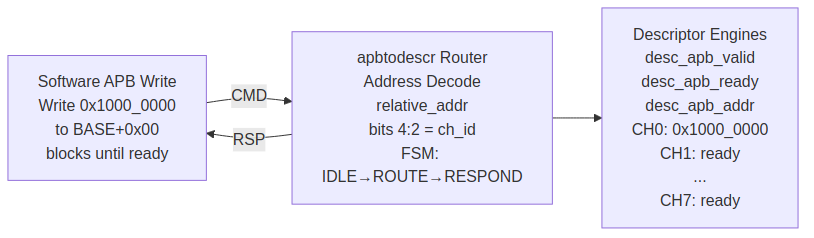 Software APB Write
Write 0x1000_0000
to BASE+0x00
blocks until ready
CMD
RSP
apbtodescr Router
Address Decode
relative_addr
bits 4:2 = ch_id
FSM:
IDLE→ROUTE→RESPOND
Descriptor Engines
desc_apb_valid
desc_apb_ready
desc_apb_addr
CH0: 0x1000_0000
CH1: ready
...
CH7: ready